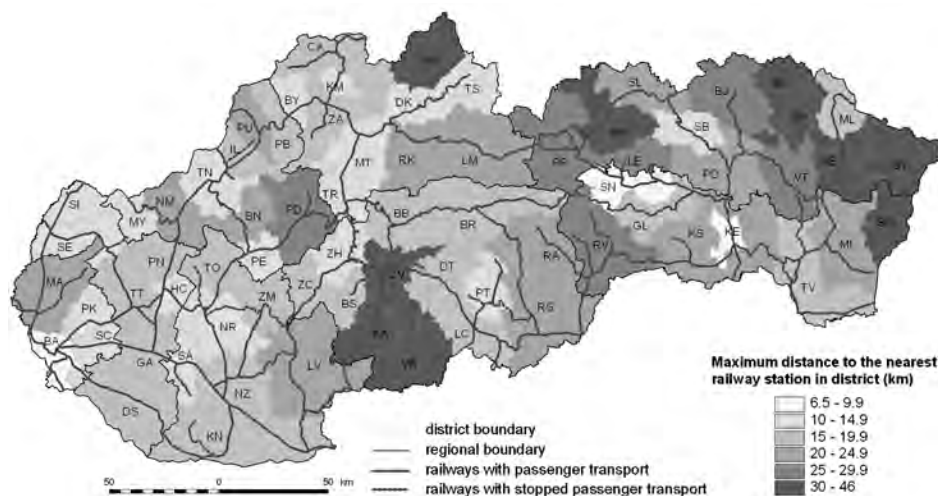 CA
KM
BY
DK
TS
ZA
PU
IL
PB
MT
RK
LM
TN
TR
SI
NM
MY
BN
PD
SE
MA
PN
TO
PE
ZH
BB
BR
PK
TT
HC
ZM
ZC
BS
ZV
DT
BA
SC
NR
PT
RA
GA
SA
LV
KA
VK
LC
RS
DS
NZ
KN
SL
BJ
ML
SB
PP
LE
PO
VT
SN
GL
KS
KE
RV
MI
TV
Maximum distance to the nearest
railway station in district (km)
6.5 - 9.9
10 - 14.9
15 - 19.9
20 - 24.9
25 - 29.9
30 - 46
district boundary
regional boundary
railways with passenger transport
railways with stopped passenger transport
50 0 50 km